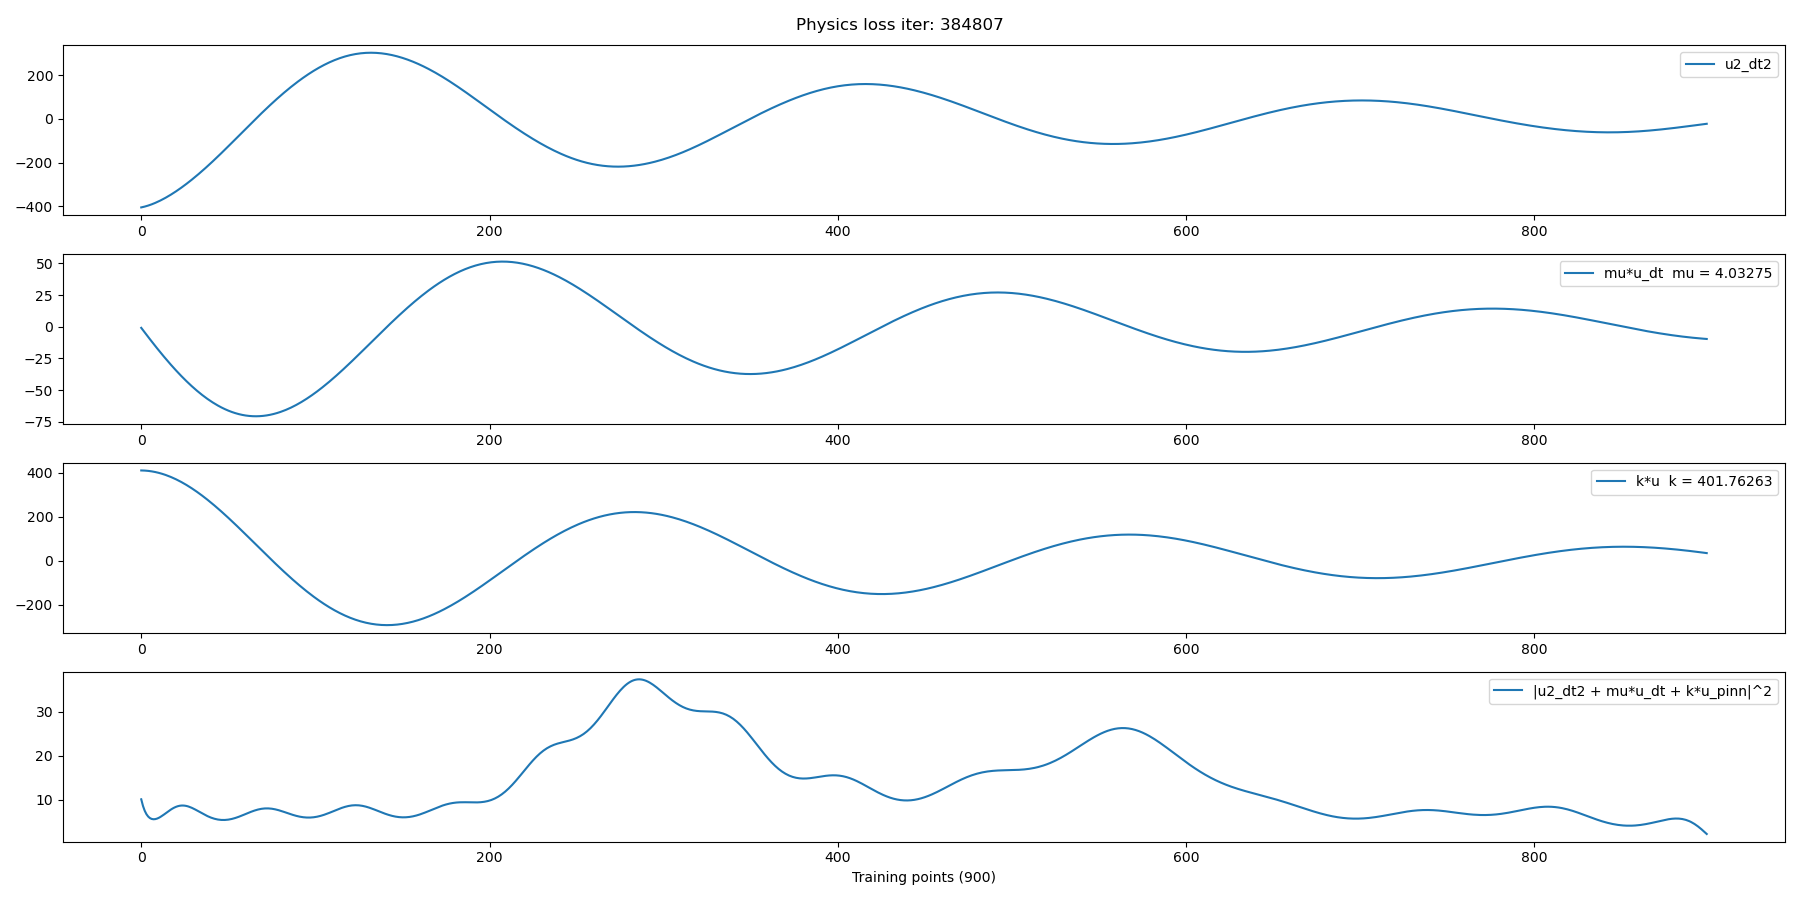 Physics loss iter: 384807
200
0
−200
−400
u2_dt2
0 200 400 600 800
50
25
0
−25
−50
−75
mu*u_dt mu = 4.03275
0 200 400 600 800
400
200
0
−200
k*u k = 401.76263
0 200 400 600 800
30
20
10
|u2_dt2 + mu*u_dt + k*u_pinn|^2
0 200 400 600 800
Training points (900)